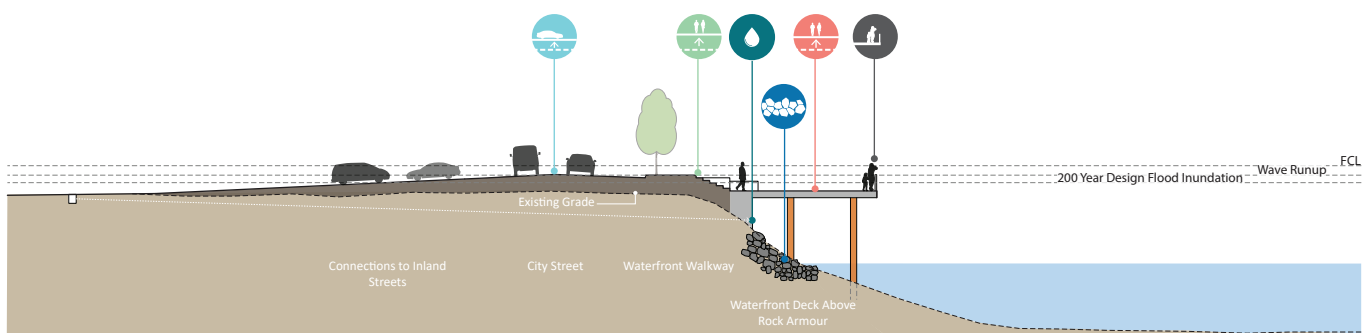 FCL
Wave Runup
200 Year Design Flood Inundation
Existing Grade
Connections to Inland
Streets
City Street
Waterfront Walkway
Waterfront Deck Above
Rock Armour